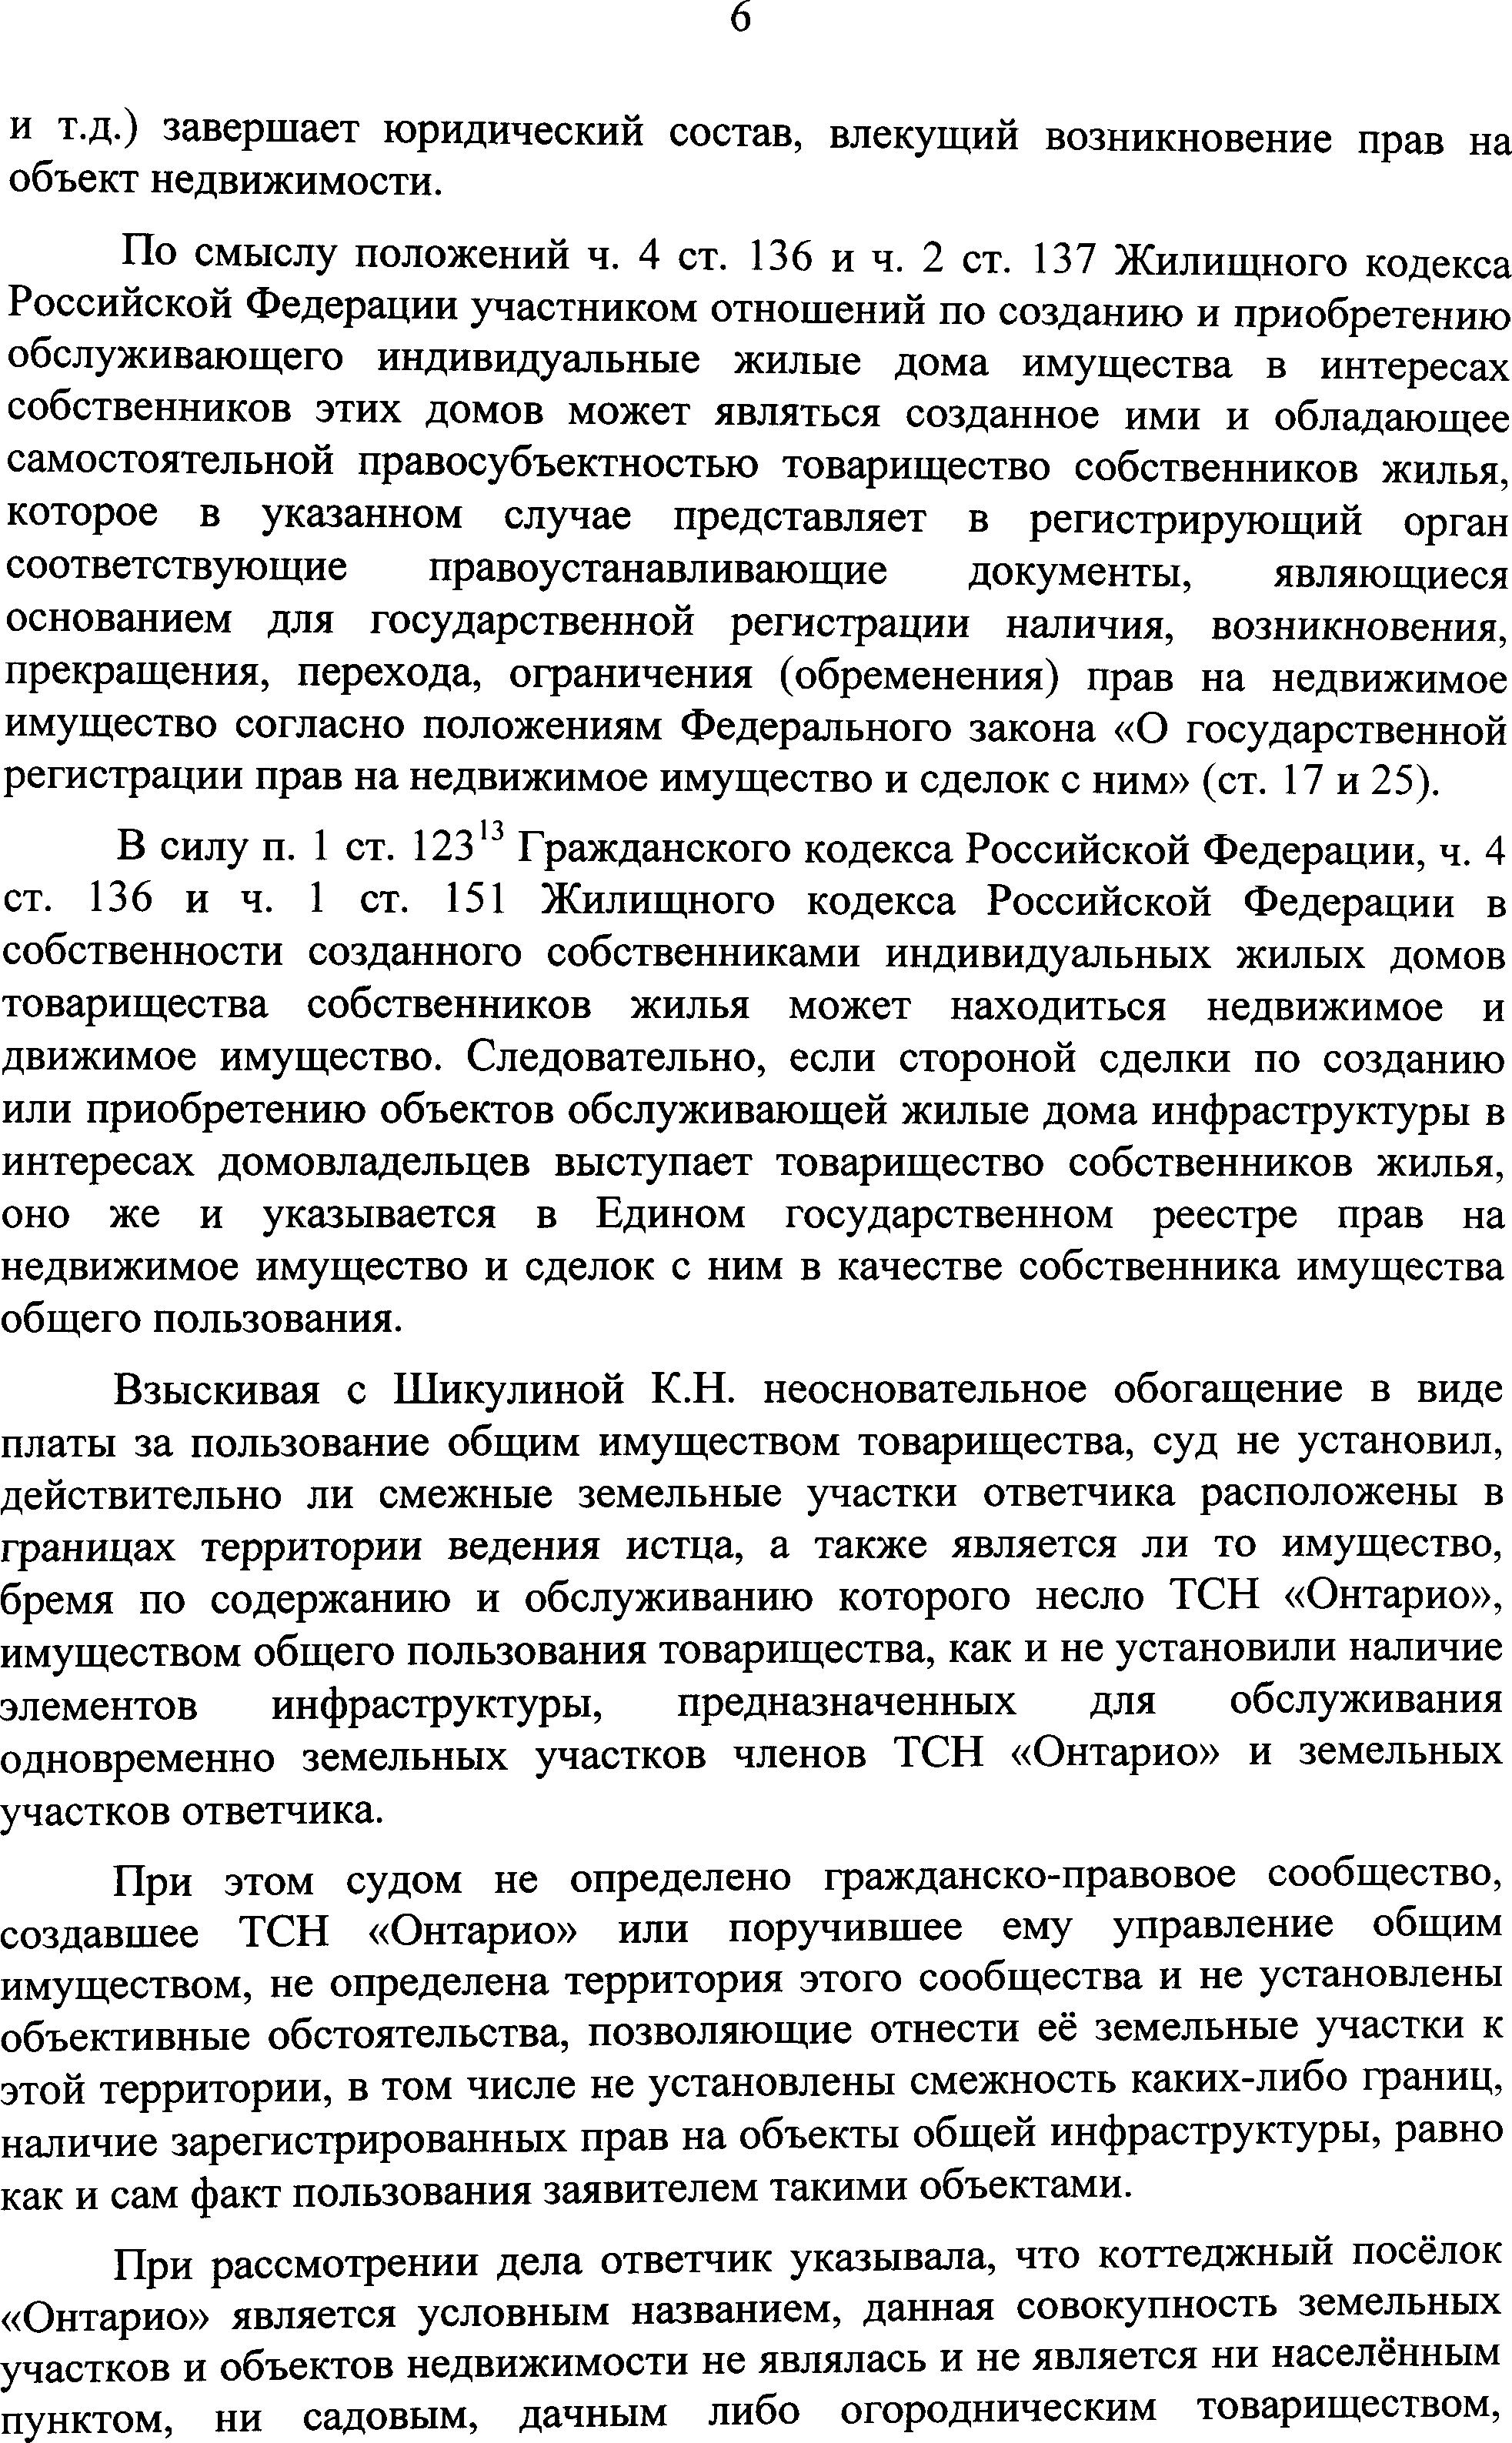 6
и т.д.) завершает юридический состав, влекущий возникновение прав на
объект недвижимости.
По смыслу положений ч. 4 ст. 136 и ч. 2 ст. 137 Жилищного кодекса
Российской Федерации участником отношений по созданию и приобретению
обслуживающего индивидуальные жилые дома имущества в интересах
собственников этих домов может являться созданное ими и обладающее
самостоятельной правосубъектностью товарищество собственников жилья,
которое в указанном случае представляет в регистрирующий орган
соответствующие правоустанавливающие документы, являющиеся
основанием для государственной регистрации наличия, возникновения,
прекращения, перехода, ограничения (обременения) прав на недвижимое
имущество согласно положениям Федерального закона «О государственной
регистрации прав на недвижимое имущество и сделок с ним» (ст. 17 и 25).
В силу п. 1 ст. 123¹³ Гражданского кодекса Российской Федерации, ч. 4
ст. 136 и ч. 1 ст. 151 Жилищного кодекса Российской Федерации в
собственности созданного собственниками индивидуальных жилых домов
товарищества собственников жилья может находиться недвижимое и
движимое имущество. Следовательно, если стороной сделки по созданию
или приобретению объектов обслуживающей жилые дома инфраструктуры в
интересах домовладельцев выступает товарищество собственников жилья,
оно же и указывается в Едином государственном реестре прав на
недвижимое имущество и сделок с ним в качестве собственника имущества
общего пользования.
Взыскивая с Шикулиной К.Н. неосновательное обогащение в виде
платы за пользование общим имуществом товарищества, суд не установил,
действительно ли смежные земельные участки ответчика расположены в
границах территории ведения истца, а также является ли то имущество,
бремя по содержанию и обслуживанию которого несло ТСН «Онтарио»,
имуществом общего пользования товарищества, как и не установили наличие
элементов инфраструктуры, предназначенных для обслуживания
одновременно земельных участков членов ТСН «Онтарио» и земельных
участков ответчика.
При этом судом не определено гражданско-правовое сообщество,
создавшее ТСН «Онтарио» или поручившее ему управление общим
имуществом, не определена территория этого сообщества и не установлены
объективные обстоятельства, позволяющие отнести её земельные участки к
этой территории, в том числе не установлены смежность каких-либо границ,
наличие зарегистрированных прав на объекты общей инфраструктуры, равно
как и сам факт пользования заявителем такими объектами.
При рассмотрении дела ответчик указывала, что коттеджный посёлок
«Онтарио» является условным названием, данная совокупность земельных
участков и объектов недвижимости не являлась и не является ни населённым
пунктом, ни садовым, дачным либо огородническим товариществом,